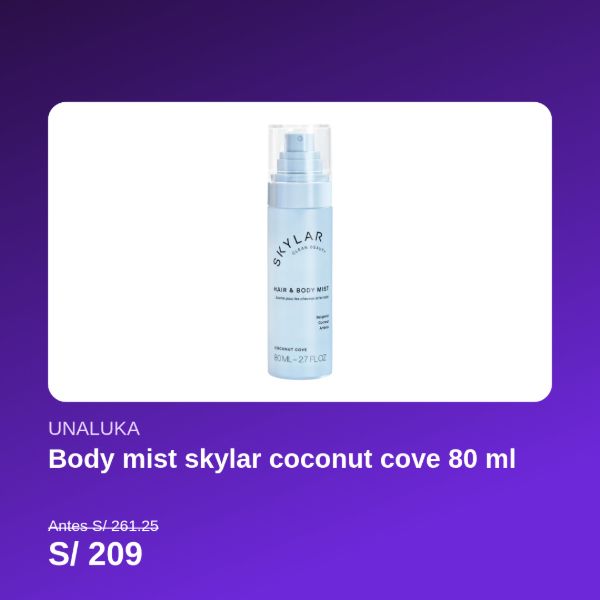 SKYLAR
CLEAN BEAUTY
HAIR & BODY MIST
COCONUT COVE
80 ML – 2.7 FL OZ
UNALUKA
Body mist skylar coconut cove 80 ml
Antes S/ 261.25
S/ 209